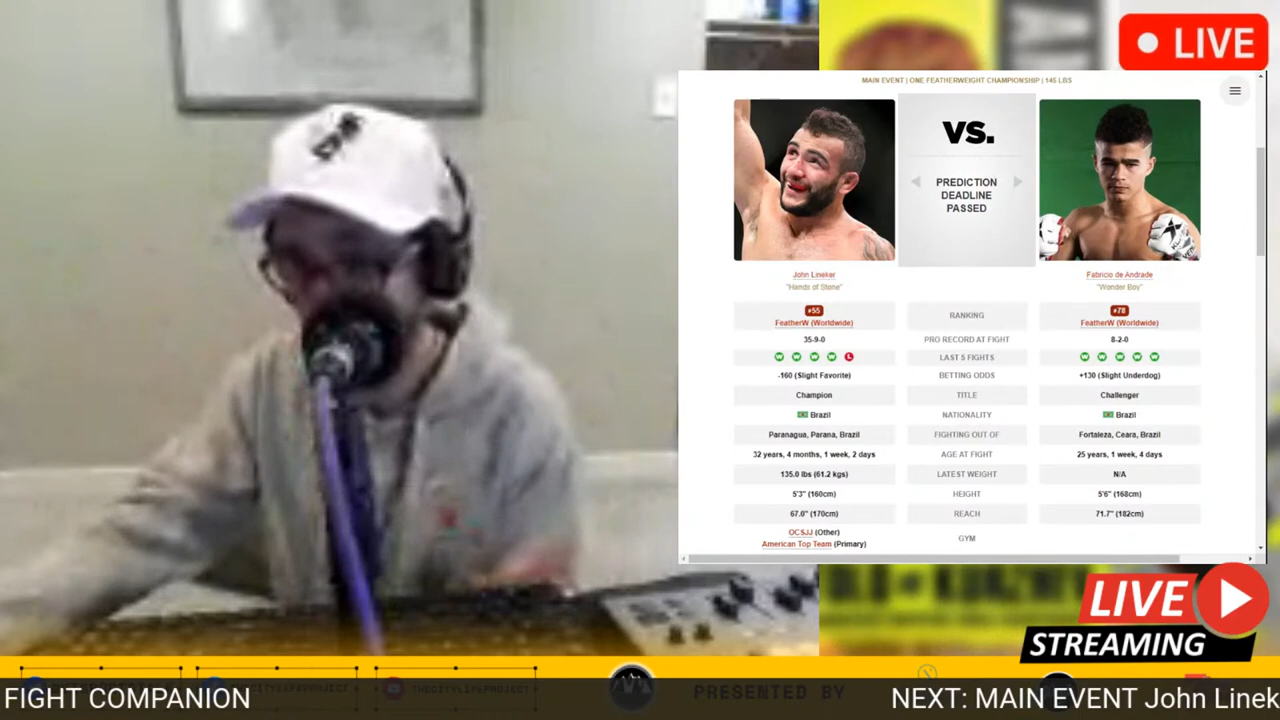 LIVE
MAIN EVENT | ONE FEATHERWEIGHT CHAMPIONSHIP | 145 LBS
VS.
PREDICTION
DEADLINE
PASSED
John Lineker
"Hands of Stone"
Fabricio de Andrade
"Wonder Boy"
#55
FeatherW (Worldwide)
RANKING
#78
FeatherW (Worldwide)
35-9-0 PRO RECORD AT FIGHT 8-2-0
W W W W L LAST 5 FIGHTS W W W W W
-160 (Slight Favorite) BETTING ODDS +130 (Slight Underdog)
Champion TITLE Challenger
Brazil NATIONALITY Brazil
Paranagua, Parana, Brazil FIGHTING OUT OF Fortaleza, Ceara, Brazil
32 years, 4 months, 1 week, 2 days AGE AT FIGHT 25 years, 1 week, 4 days
135.0 lbs (61.2 kgs) LATEST WEIGHT N/A
5'3" (160cm) HEIGHT 5'6" (168cm)
67.0" (170cm) REACH 71.7" (182cm)
OCSJJ (Other)
American Top Team (Primary)
GYM
LIVE
STREAMING
THECITYLIFEPROJECT
PRESENTED BY
FIGHT COMPANION
NEXT: MAIN EVENT John Linek